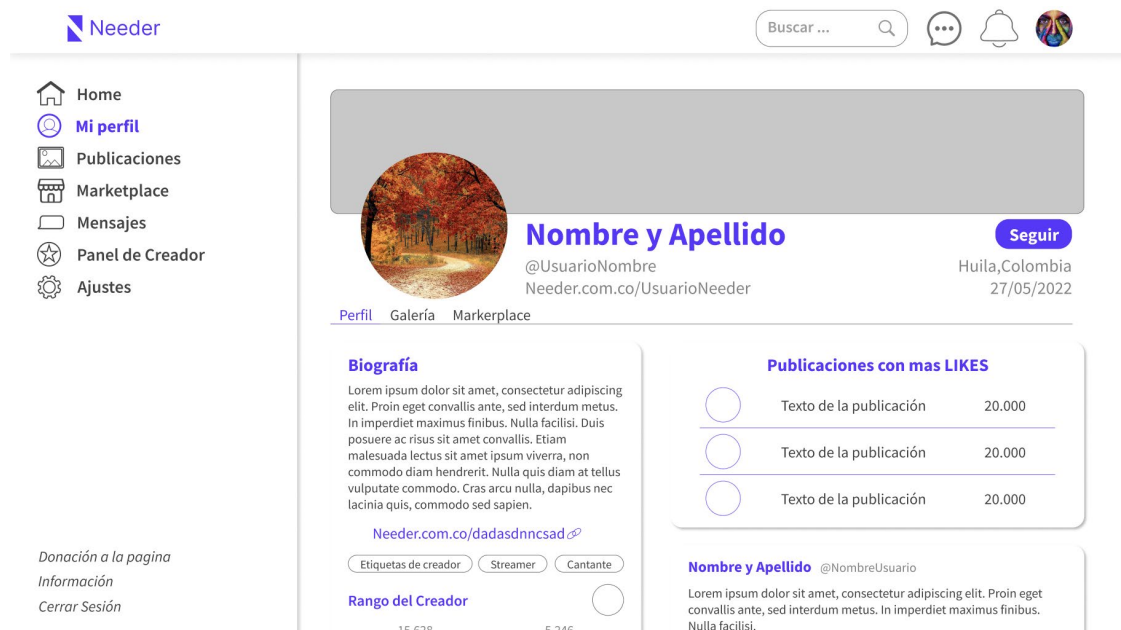 Needer
Buscar ...
Home
Mi perfil
Publicaciones
Marketplace
Mensajes
Panel de Creador
Ajustes
Donación a la pagina
Información
Cerrar Sesión
Nombre y Apellido
Seguir
@UsuarioNombre
Huila,Colombia
Needer.com.co/UsuarioNeeder
27/05/2022
Perfil Galería Markerplace
Biografía
Lorem ipsum dolor sit amet, consectetur adipiscing
elit. Proin eget convallis ante, sed interdum metus.
In imperdiet maximus finibus. Nulla facilisi. Duis
posuere ac risus sit amet convallis. Etiam
malesuada lectus sit amet ipsum viverra, non
commodo diam hendrerit. Nulla quis diam at tellus
vulputate commodo. Cras arcu nulla, dapibus nec
lacinia quis, commodo sed sapien.
Needer.com.co/dadasdnncsad
Etiquetas de creador Streamer Cantante
Rango del Creador
Publicaciones con mas LIKES
Texto de la publicación 20.000
Texto de la publicación 20.000
Texto de la publicación 20.000
Nombre y Apellido @NombreUsuario
Lorem ipsum dolor sit amet, consectetur adipiscing elit. Proin eget
convallis ante, sed interdum metus. In imperdiet maximus finibus.
Nulla facilisi.